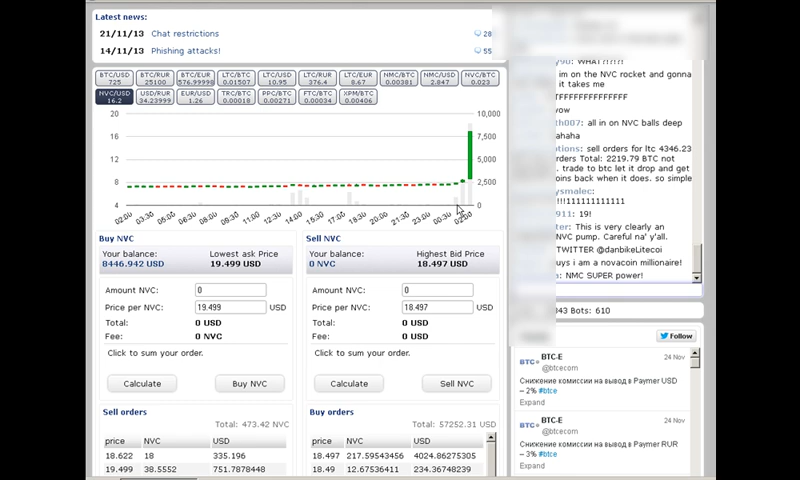 Latest news:
21/11/13 Chat restrictions 28
14/11/13 Phishing attacks! 55
BTC/USD 725
BTC/RUR 25100
BTC/EUR 576.99998
LTC/BTC 0.01507
LTC/USD 10.95
LTC/RUR 376.4
LTC/EUR 8.67
NMC/BTC 0.00381
NMC/USD 2.847
NVC/BTC 0.023
NVC/USD 16.2
USD/RUR 34.23999
EUR/USD 1.26
TRC/BTC 0.00018
PPC/BTC 0.00271
FTC/BTC 0.00034
XPM/BTC 0.00406
20 10,000
16 7,500
12 5,000
8 2,500
4 0
02:00 03:30 05:00 06:30 08:00 09:30 11:00 12:30 14:00 15:30 17:00 18:30 19:30 21:00 22:30 00:30 02:00
Buy NVC
Your balance: Lowest ask Price
8446.942 USD 19.499 USD
Amount NVC: 0
Price per NVC: 19.499 USD
Total: 0 USD
Fee: 0 NVC
Click to sum your order.
Calculate Buy NVC
Sell NVC
Your balance: Highest Bid Price
0 NVC 18.497 USD
Amount NVC: 0
Price per NVC: 18.497 USD
Total: 0 USD
Fee: 0 USD
Click to sum your order.
Calculate Sell NVC
Sell orders
Total: 473.42 NVC
price NVC USD
18.622 18 335.196
19.499 38.5552 751.7878448
Buy orders
Total: 57252.31 USD
price NVC USD
18.497 217.59543456 4024.86275305
18.49 12.67536411 234.36748239
WHAT?!?!?!
im on the NVC rocket and gonna
it takes me
wow
all in on NVC balls deep
ahaha
sell orders for ltc 4346.23
Total: 2219.79 BTC not
trade to btc let it drop and get
back when it does. so simple
ysmalec:
911: 19!
This is very clearly an
NVC pump. Careful na' y'all.
TWITTER @danbikeLitecoi
i am a novacoin millionaire!
NMC SUPER power!
Bots: 610
Follow
BTC-E 24 Nov
@btcecom
Снижение комиссии на вывод в Paymer USD
– 2% #btce
Expand
BTC-E 24 Nov
@btcecom
Снижение комиссии на вывод в Paymer RUR
– 3% #btce
Expand